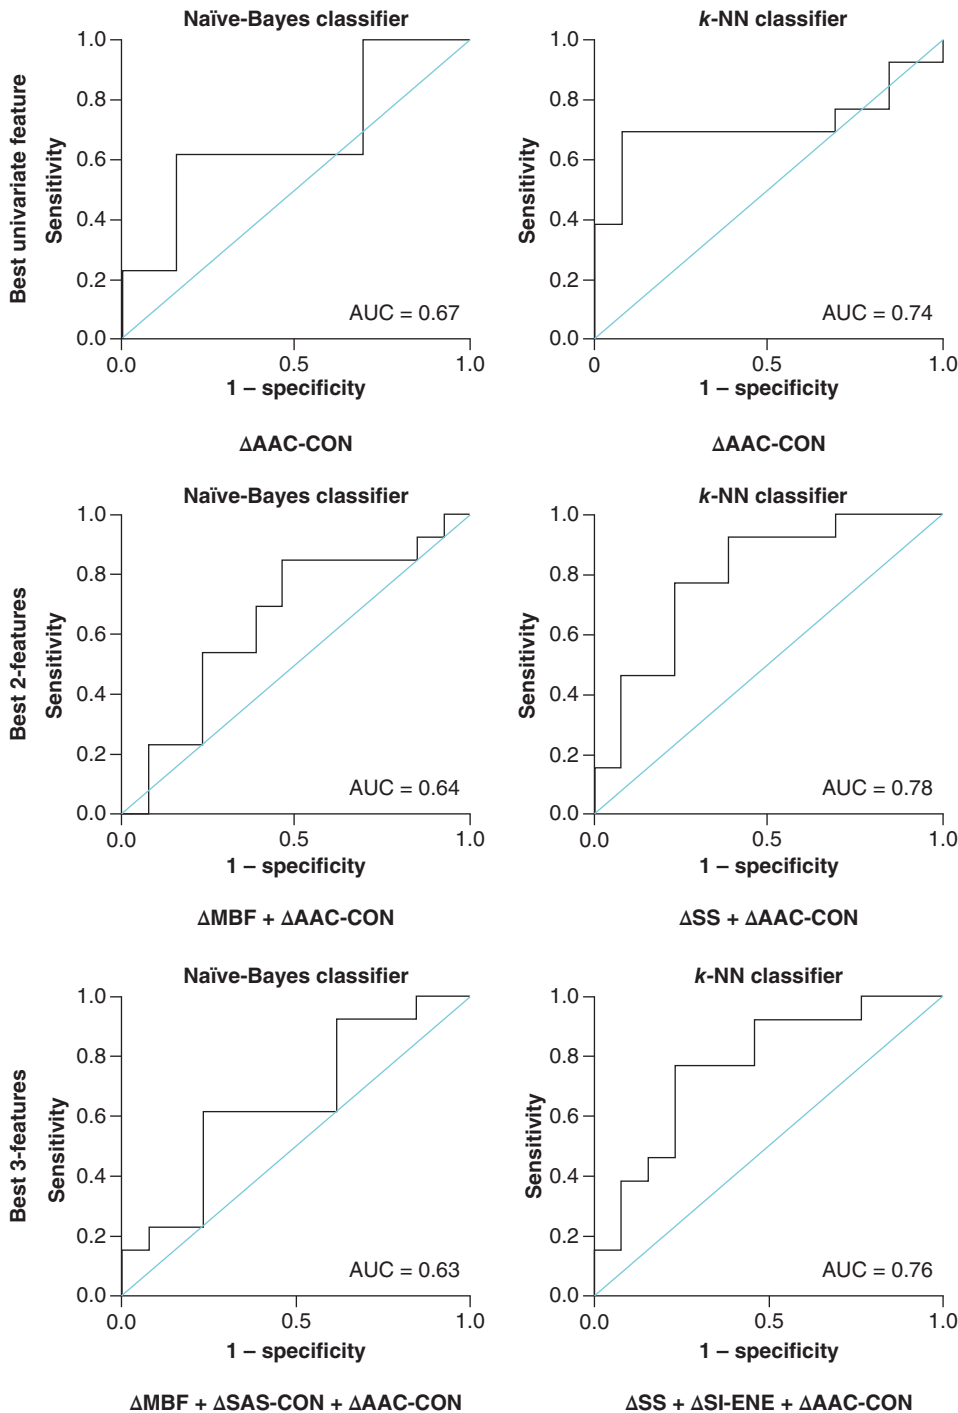 Best univariate feature
Naïve-Bayes classifier
Sensitivity
1.0
0.8
0.6
0.4
0.2
0.0
AUC = 0.67
0.0 0.5 1.0
1 – specificity
ΔAAC-CON
k-NN classifier
Sensitivity
1.0
0.8
0.6
0.4
0.2
0.0
AUC = 0.74
0 0.5 1.0
1 – specificity
ΔAAC-CON
Best 2-features
Naïve-Bayes classifier
Sensitivity
1.0
0.8
0.6
0.4
0.2
0.0
AUC = 0.64
0.0 0.5 1.0
1 – specificity
ΔMBF + ΔAAC-CON
k-NN classifier
Sensitivity
1.0
0.8
0.6
0.4
0.2
0.0
AUC = 0.78
0.0 0.5 1.0
1 – specificity
ΔSS + ΔAAC-CON
Best 3-features
Naïve-Bayes classifier
Sensitivity
1.0
0.8
0.6
0.4
0.2
0.0
AUC = 0.63
0.0 0.5 1.0
1 – specificity
ΔMBF + ΔSAS-CON + ΔAAC-CON
k-NN classifier
Sensitivity
1.0
0.8
0.6
0.4
0.2
0.0
AUC = 0.76
0.0 0.5 1.0
1 – specificity
ΔSS + ΔSI-ENE + ΔAAC-CON